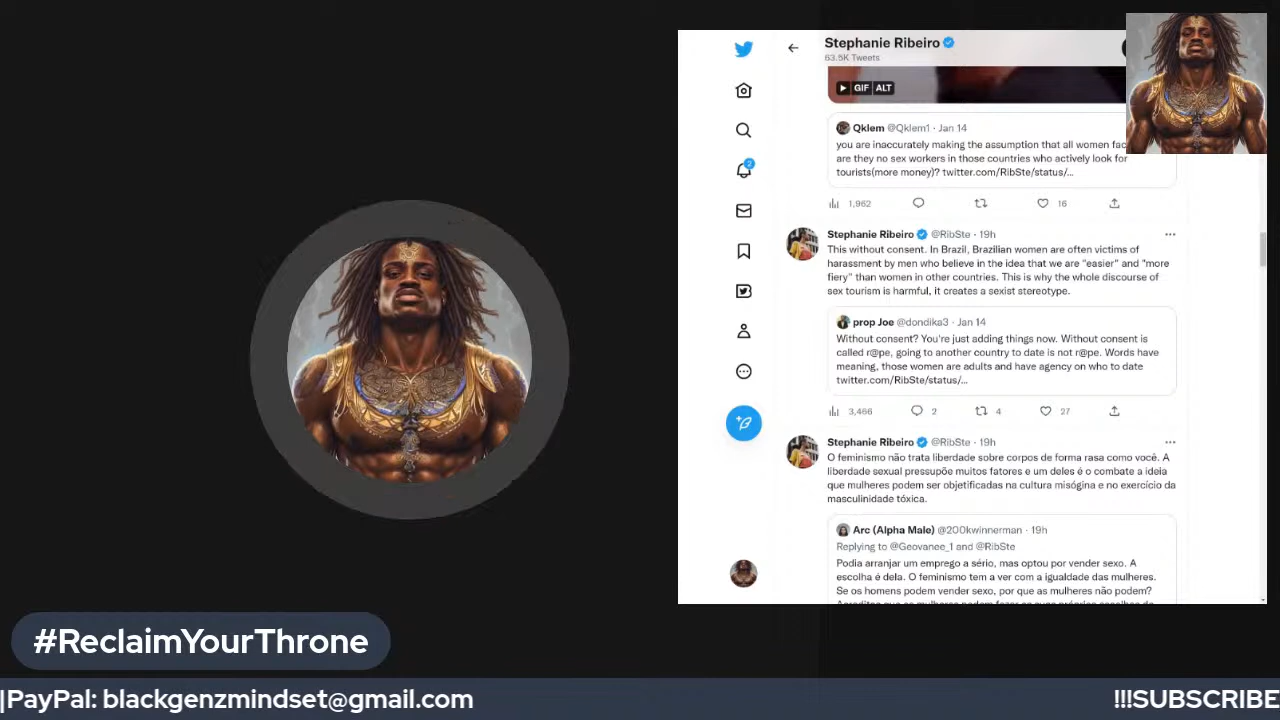 Stephanie Ribeiro
63.5K Tweets
GIF ALT
Qklem @Qklem1 · Jan 14
you are inaccurately making the assumption that all women
are they no sex workers in those countries who actively look for
tourists(more money)? twitter.com/RibSte/status/...
1,962
16
Stephanie Ribeiro @RibSte · 19h
This without consent. In Brazil, Brazilian women are often victims of
harassment by men who believe in the idea that we are "easier" and "more
fiery" than women in other countries. This is why the whole discourse of
sex tourism is harmful, it creates a sexist stereotype.
prop Joe @dondika3 · Jan 14
Without consent? You're just adding things now. Without consent is
called r@pe, going to another country to date is not r@pe. Words have
meaning, those women are adults and have agency on who to date
twitter.com/RibSte/status/...
3,466
2
4
27
Stephanie Ribeiro @RibSte · 19h
O feminismo não trata liberdade sobre corpos de forma rasa como você. A
liberdade sexual pressupõe muitos fatores e um deles é o combate a ideia
que mulheres podem ser objetificadas na cultura misógina e no exercício da
masculinidade tóxica.
Arc (Alpha Male) @200kwinnerman · 19h
Replying to @Geovanee_1 and @RibSte
Podia arranjar um emprego a sério, mas optou por vender sexo. A
escolha é dela. O feminismo tem a ver com a igualdade das mulheres.
Se os homens podem vender sexo, por que as mulheres não podem?
2
#ReclaimYourThrone
|PayPal: blackgenzmindset@gmail.com
!!!SUBSCRIBE